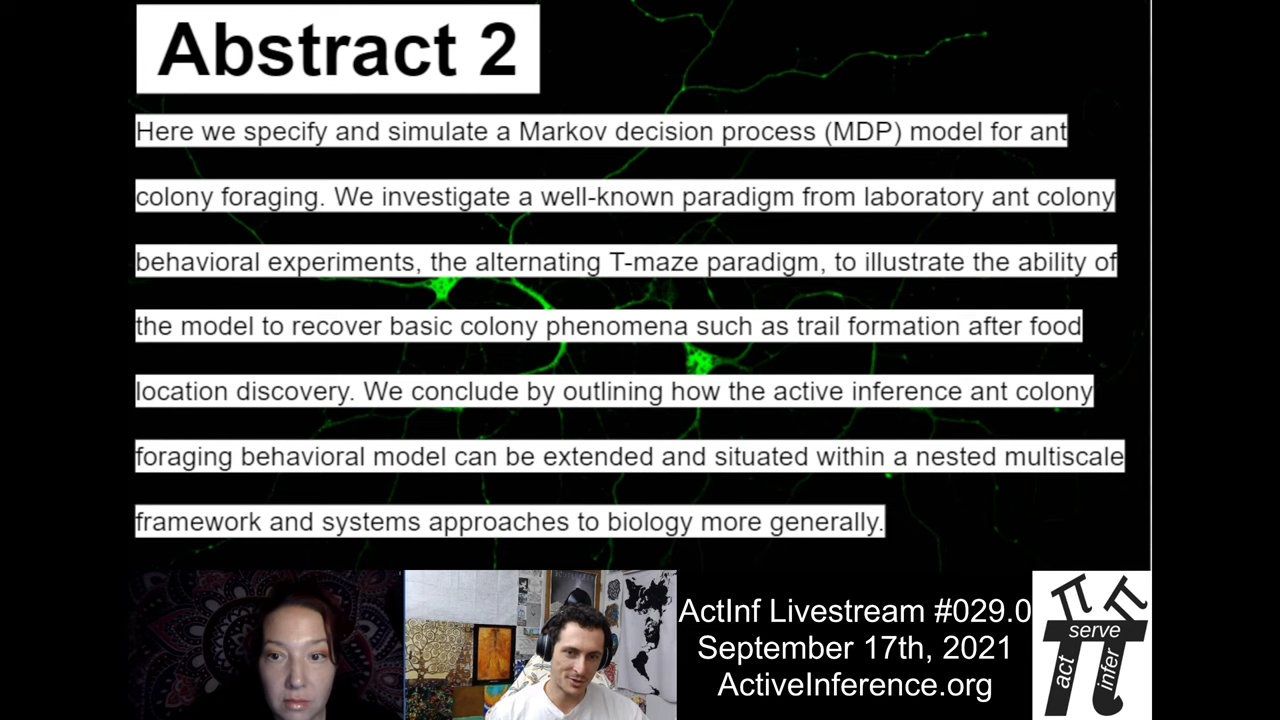 Abstract 2
Here we specify and simulate a Markov decision process (MDP) model for ant
colony foraging. We investigate a well-known paradigm from laboratory ant colony
behavioral experiments, the alternating T-maze paradigm, to illustrate the ability of
the model to recover basic colony phenomena such as trail formation after food
location discovery. We conclude by outlining how the active inference ant colony
foraging behavioral model can be extended and situated within a nested multiscale
framework and systems approaches to biology more generally.
ActInf Livestream #029.0
September 17th, 2021
ActiveInference.org
serve
act
infer